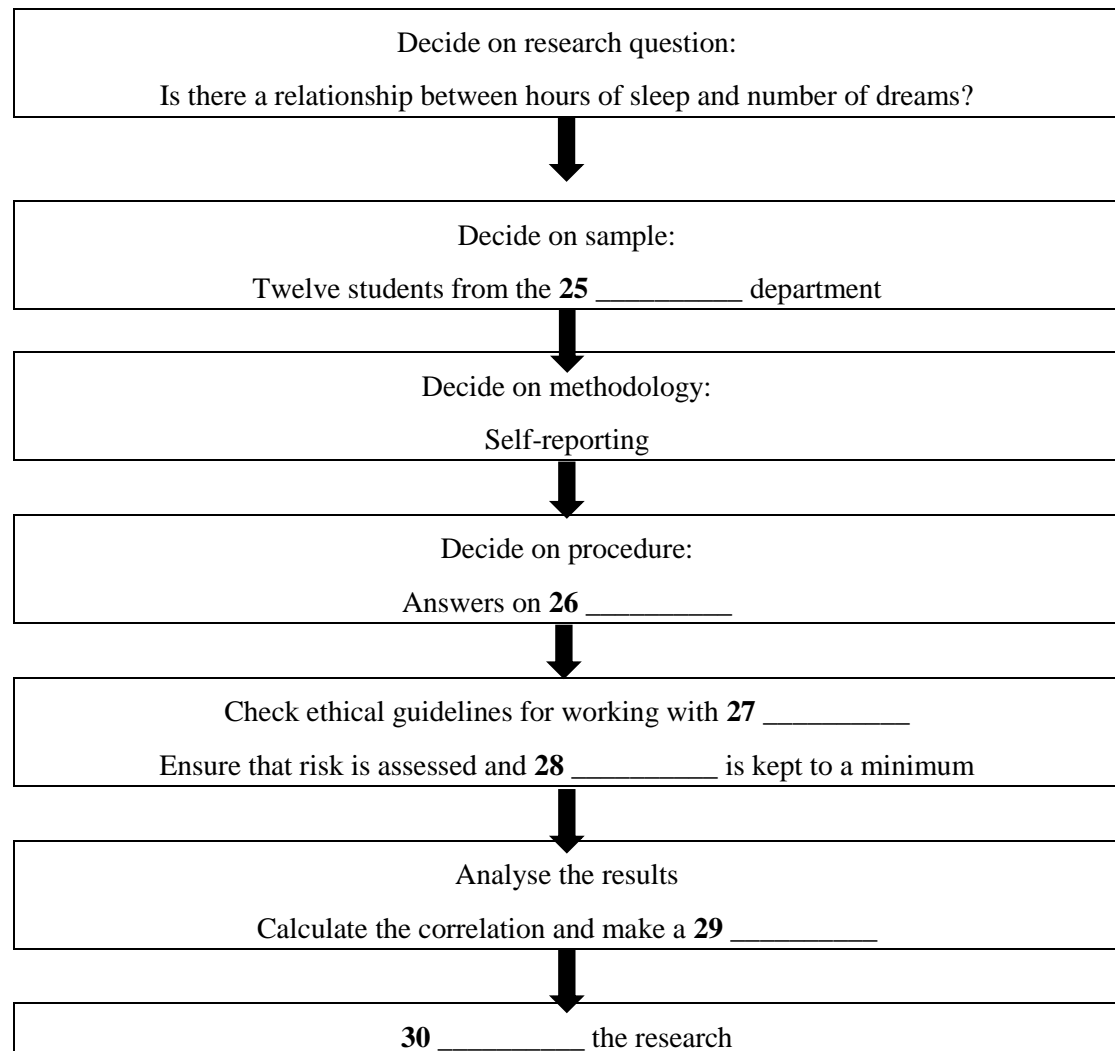 Decide on research question:
Is there a relationship between hours of sleep and number of dreams?
Decide on sample:
Twelve students from the 25 __________ department
Decide on methodology:
Self-reporting
Decide on procedure:
Answers on 26 __________
Check ethical guidelines for working with 27 __________
Ensure that risk is assessed and 28 __________ is kept to a minimum
Analyse the results
Calculate the correlation and make a 29 __________
30 __________ the research